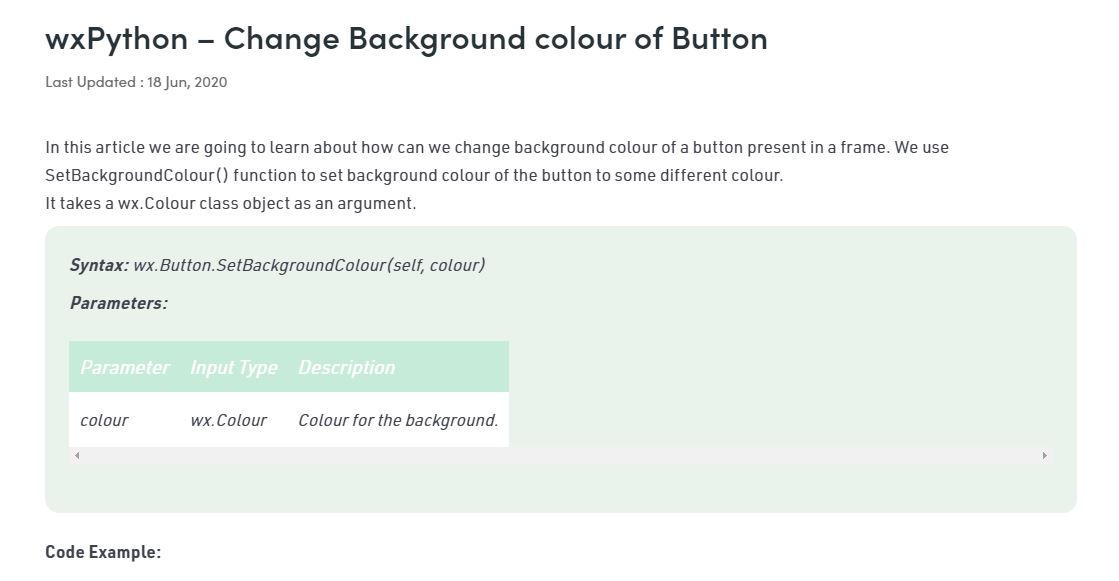 wxPython – Change Background colour of Button
Last Updated : 18 Jun, 2020
In this article we are going to learn about how can we change background colour of a button present in a frame. We use
SetBackgroundColour() function to set background colour of the button to some different colour.
It takes a wx.Colour class object as an argument.
Syntax: wx.Button.SetBackgroundColour(self, colour)
Parameters:
Parameter Input Type Description
colour wx.Colour Colour for the background.
Code Example: